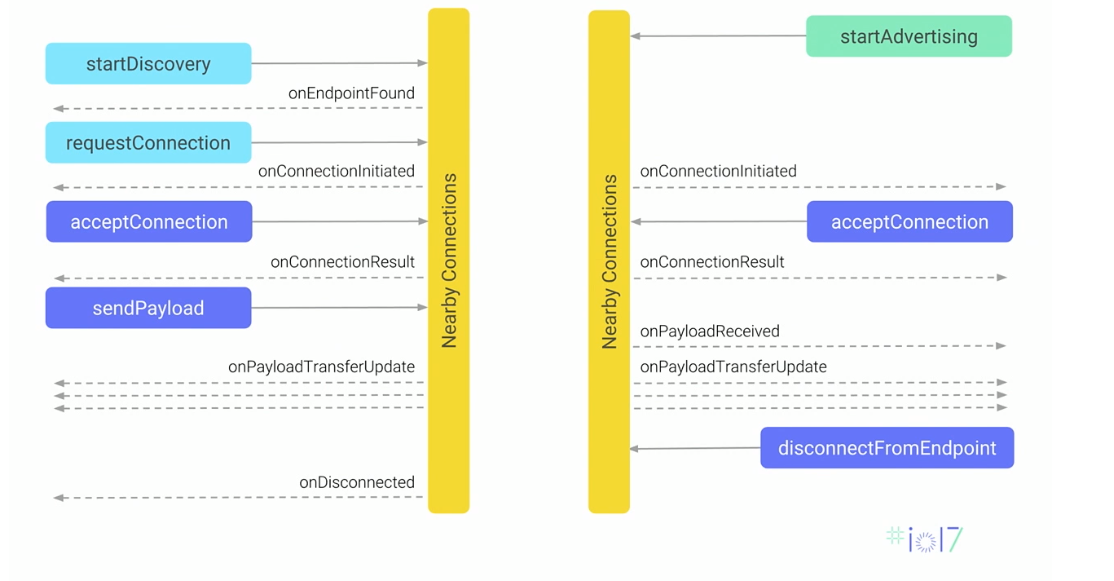 startDiscovery
onEndpointFound
requestConnection
onConnectionInitiated
acceptConnection
onConnectionResult
sendPayload
onPayloadTransferUpdate
onDisconnected
Nearby Connections
Nearby Connections
startAdvertising
onConnectionInitiated
acceptConnection
onConnectionResult
onPayloadReceived
onPayloadTransferUpdate
disconnectFromEndpoint
#io17